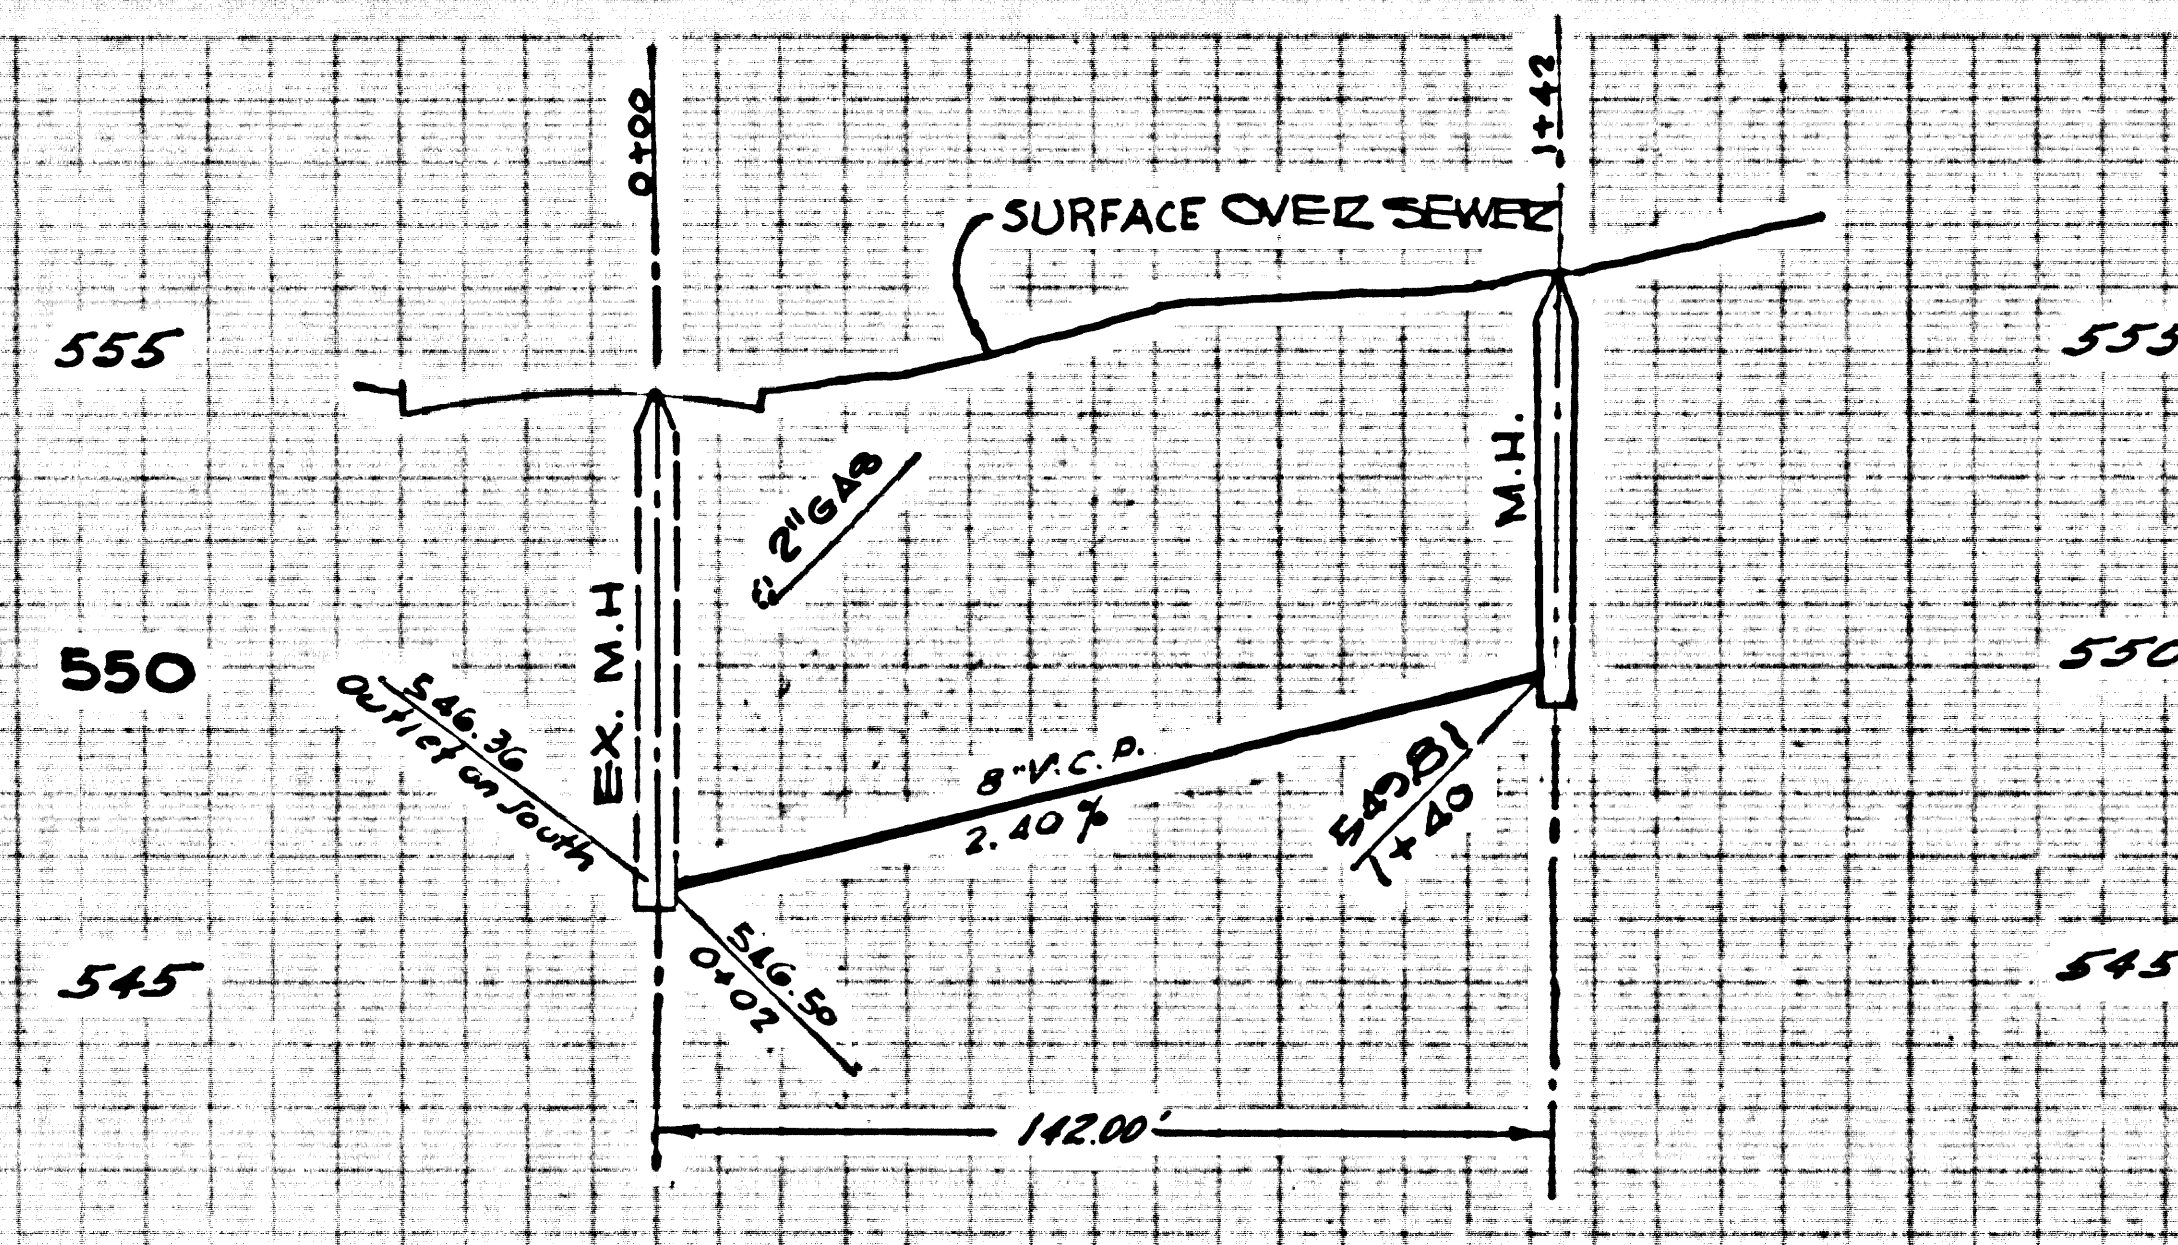 0+00
1+42
SURFACE OVER SEWER
555
555
M.H.
2" GAS
EX. M.H
550
550
546.36
Outlet on South
8" V.C.P.
2.40 %
549.81
1+40
546.50
0+02
545
545
142.00'